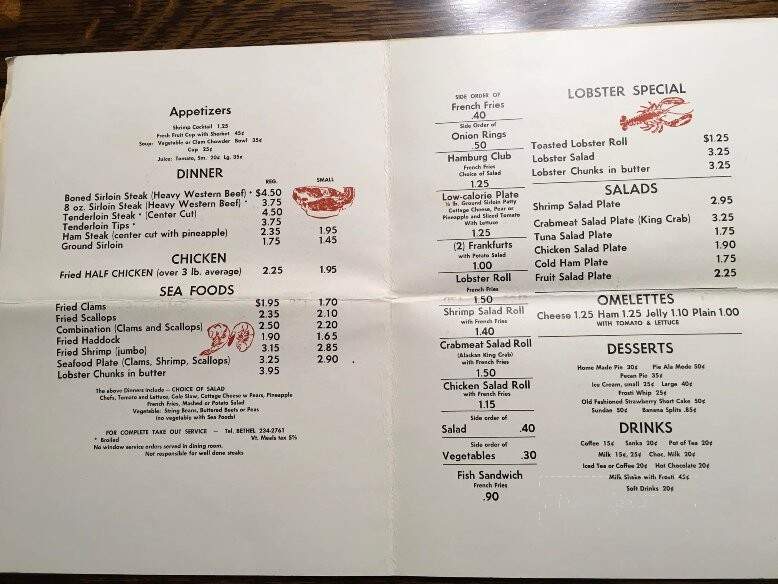 Appetizers
Shrimp Cocktail 1.25
Fresh Fruit Cup with Sherbet 45¢
Soup: Vegetable or Clam Chowder Bowl 35¢
Cup 25¢
Juice: Tomato, Sm. 20¢ Lg. 35¢
DINNER
REG. SMALL
Boned Sirloin Steak (Heavy Western Beef) * $4.50
8 oz. Sirloin Steak (Heavy Western Beef) * 3.75
Tenderloin Steak * (Center Cut) 4.50
Tenderloin Tips * 3.75
Ham Steak (center cut with pineapple) 2.35 1.95
Ground Sirloin 1.75 1.45
CHICKEN
Fried HALF CHICKEN (over 3 lb. average) 2.25 1.95
SEA FOODS
Fried Clams $1.95 1.70
Fried Scallops 2.35 2.10
Combination (Clams and Scallops) 2.50 2.20
Fried Haddock 1.90 1.65
Fried Shrimp (jumbo) 3.15 2.85
Seafood Plate (Clams, Shrimp, Scallops) 3.25 2.90
Lobster Chunks in butter 3.95
The above Dinners include — CHOICE OF SALAD
Chefs, Tomato and Lettuce, Cole Slaw, Cottage Cheese w Pears, Pineapple
French Fries, Mashed or Potato Salad
Vegetable: String Beans, Buttered Beets or Peas
(no vegetable with Sea Foods)
FOR COMPLETE TAKE OUT SERVICE — Tel. BETHEL 234-2761
* Broiled Vt. Meals tax 5%
No window service orders served in dining room.
Not responsible for well done steaks
SIDE ORDER OF
French Fries
.40
Side Order of
Onion Rings
.50
Hamburg Club
French Fries
Choice of Salad
1.25
Low-calorie Plate
½ lb. Ground Sirloin Patty
Cottage Cheese, Pear or
Pineapple and Sliced Tomato
With Lettuce
1.25
(2) Frankfurts
with Potato Salad
1.00
Lobster Roll
French Fries
1.50
Shrimp Salad Roll
with French Fries
1.40
Crabmeat Salad Roll
(Alaskan King Crab)
with French Fries
1.50
Chicken Salad Roll
with French Fries
1.15
Side order of
Salad .40
Side order of
Vegetables .30
Fish Sandwich
French Fries
.90
LOBSTER SPECIAL
Toasted Lobster Roll $1.25
Lobster Salad 3.25
Lobster Chunks in butter 3.25
SALADS
Shrimp Salad Plate 2.95
Crabmeat Salad Plate (King Crab) 3.25
Tuna Salad Plate 1.75
Chicken Salad Plate 1.90
Cold Ham Plate 1.75
Fruit Salad Plate 2.25
OMELETTES
Cheese 1.25 Ham 1.25 Jelly 1.10 Plain 1.00
WITH TOMATO & LETTUCE
DESSERTS
Home Made Pie 30¢ Pie Ala Mode 50¢
Pecan Pie 35¢
Ice Cream, small 25¢ Large 40¢
Frosti Whip 25¢
Old Fashioned Strawberry Short Cake 50¢
Sundae 50¢ Banana Splits .85¢
DRINKS
Coffee 15¢ Sanka 20¢ Pot of Tea 20¢
Milk 15¢, 25¢ Choc. Milk 20¢
Iced Tea or Coffee 20¢ Hot Chocolate 20¢
Milk Shake with Frosti 45¢
Soft Drinks 20¢